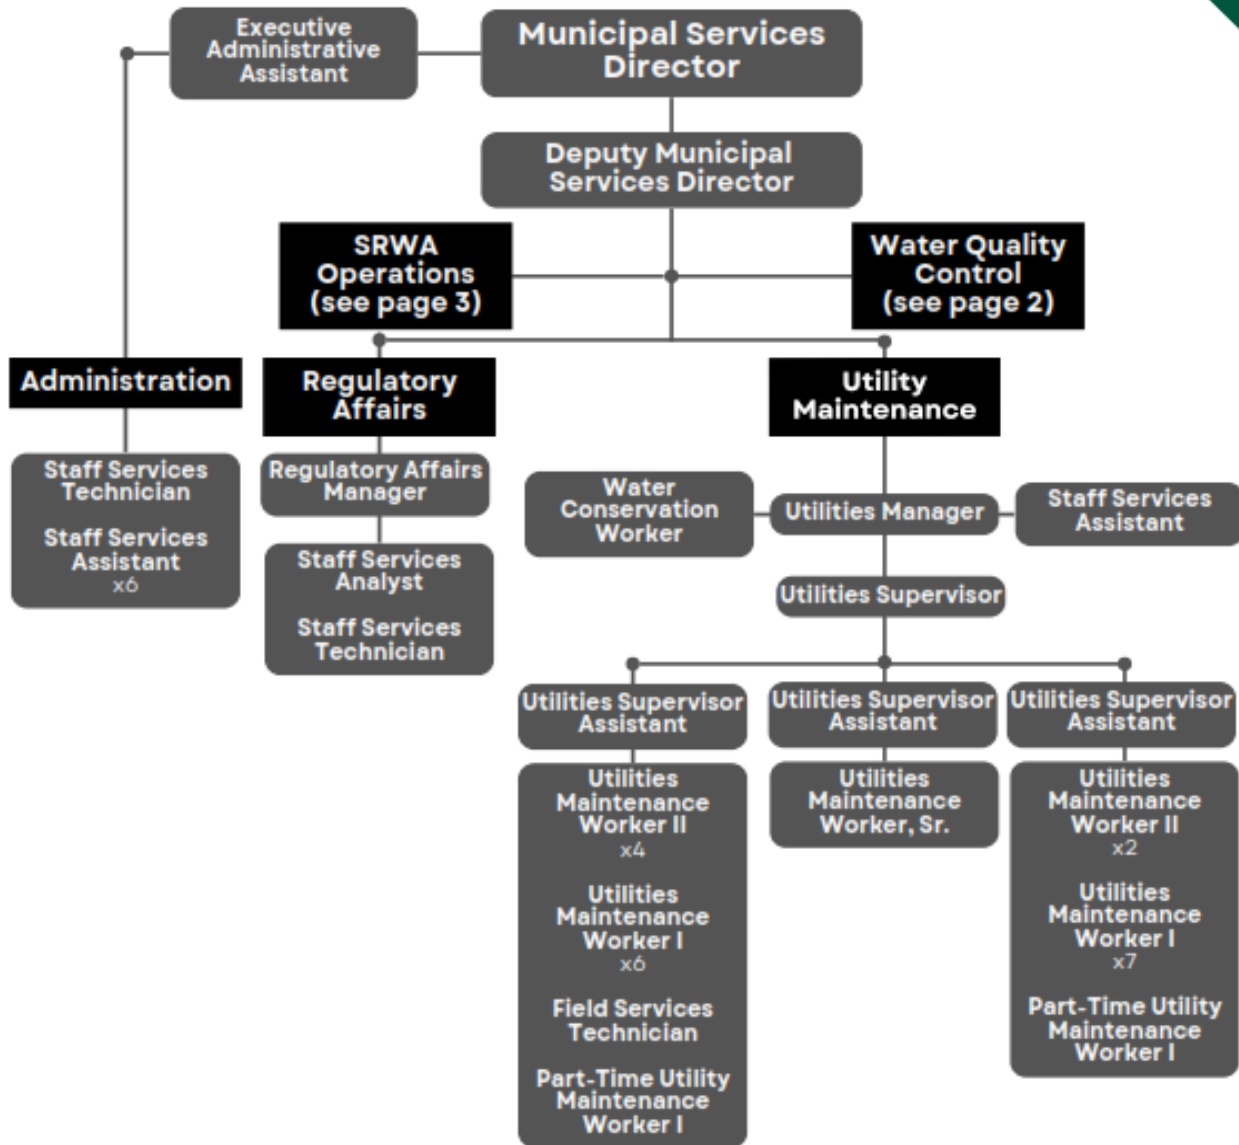 Executive
Administrative
Assistant
Municipal Services
Director
Deputy Municipal
Services Director
SRWA
Operations
(see page 3)
Water Quality
Control
(see page 2)
Administration
Regulatory
Affairs
Utility
Maintenance
Staff Services
Technician
Staff Services
Assistant
x6
Regulatory Affairs
Manager
Staff Services
Analyst
Staff Services
Technician
Water
Conservation
Worker
Utilities Manager
Staff Services
Assistant
Utilities Supervisor
Utilities Supervisor
Assistant
Utilities Supervisor
Assistant
Utilities Supervisor
Assistant
Utilities
Maintenance
Worker II
x4
Utilities
Maintenance
Worker I
x6
Field Services
Technician
Part-Time Utility
Maintenance
Worker I
Utilities
Maintenance
Worker, Sr.
Utilities
Maintenance
Worker II
x2
Utilities
Maintenance
Worker I
x7
Part-Time Utility
Maintenance
Worker I